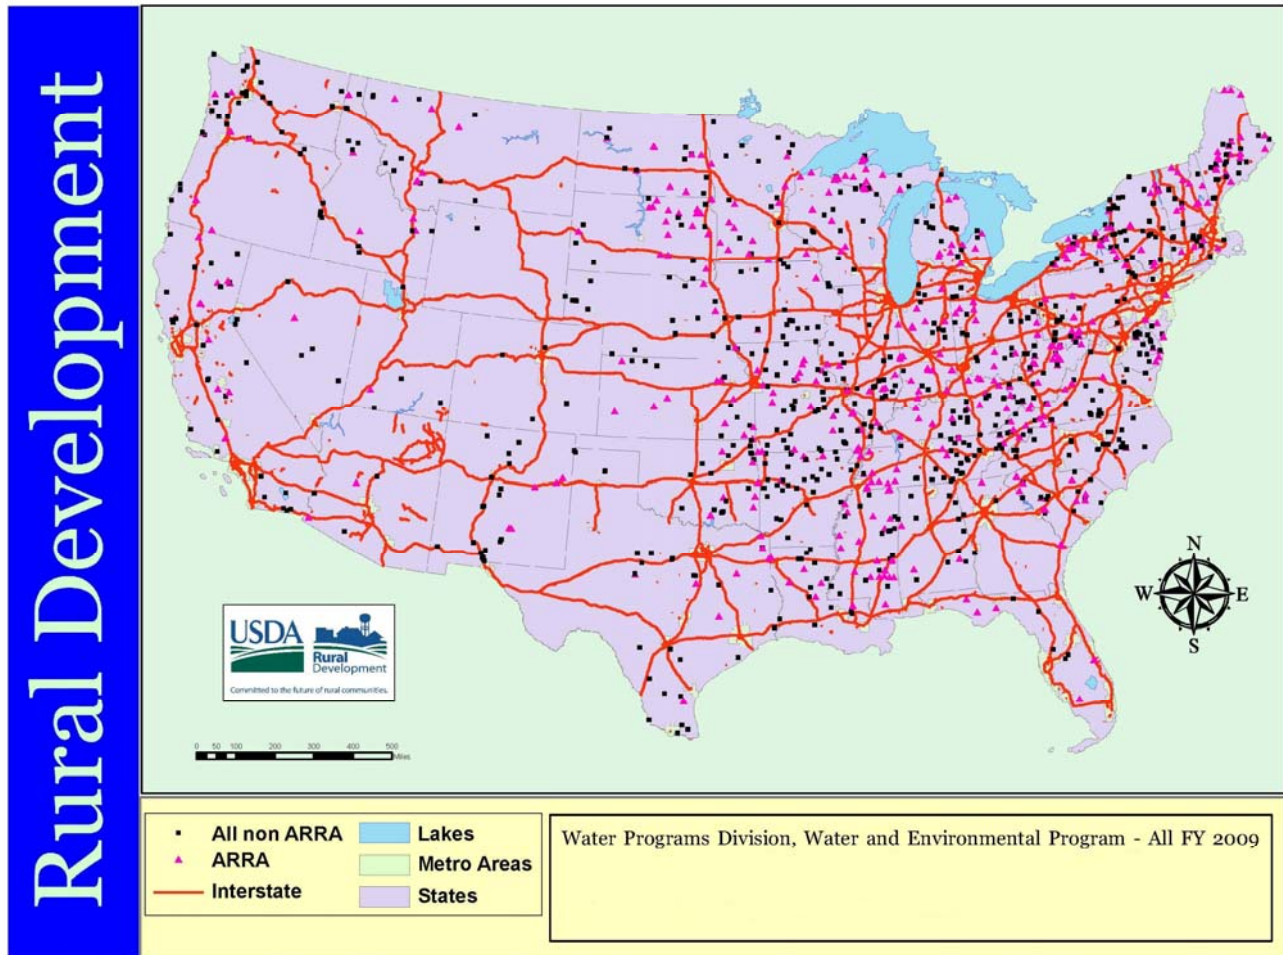 Rural Development
N
W
E
S
USDA
Rural
Development
Committed to the future of rural communities.
0 50 100 200 300 400 500
Miles
All non ARRA
ARRA
Interstate
Lakes
Metro Areas
States
Water Programs Division, Water and Environmental Program - All FY 2009